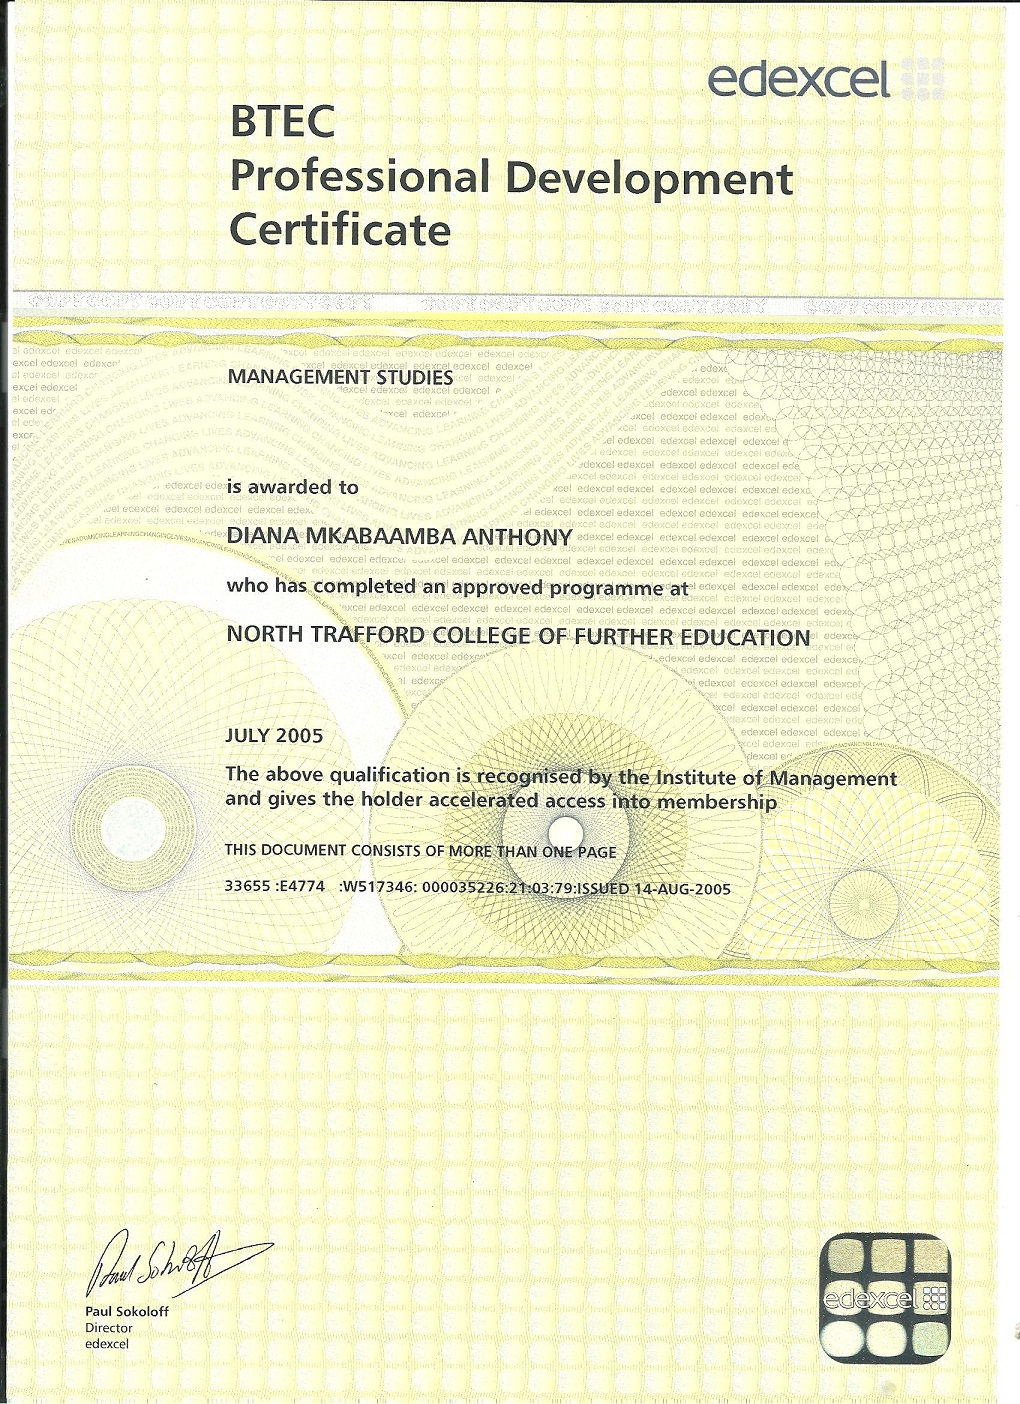 edexcel
BTEC
Professional Development
Certificate
MANAGEMENT STUDIES
is awarded to
DIANA MKABAAMBA ANTHONY
who has completed an approved programme at
NORTH TRAFFORD COLLEGE OF FURTHER EDUCATION
JULY 2005
The above qualification is recognised by the Institute of Management
and gives the holder accelerated access into membership
THIS DOCUMENT CONSISTS OF MORE THAN ONE PAGE
33655 :E4774 :W517346: 000035226:21:03:79:ISSUED 14-AUG-2005
Paul Sokoloff
Paul Sokoloff
Director
edexcel
edexcel